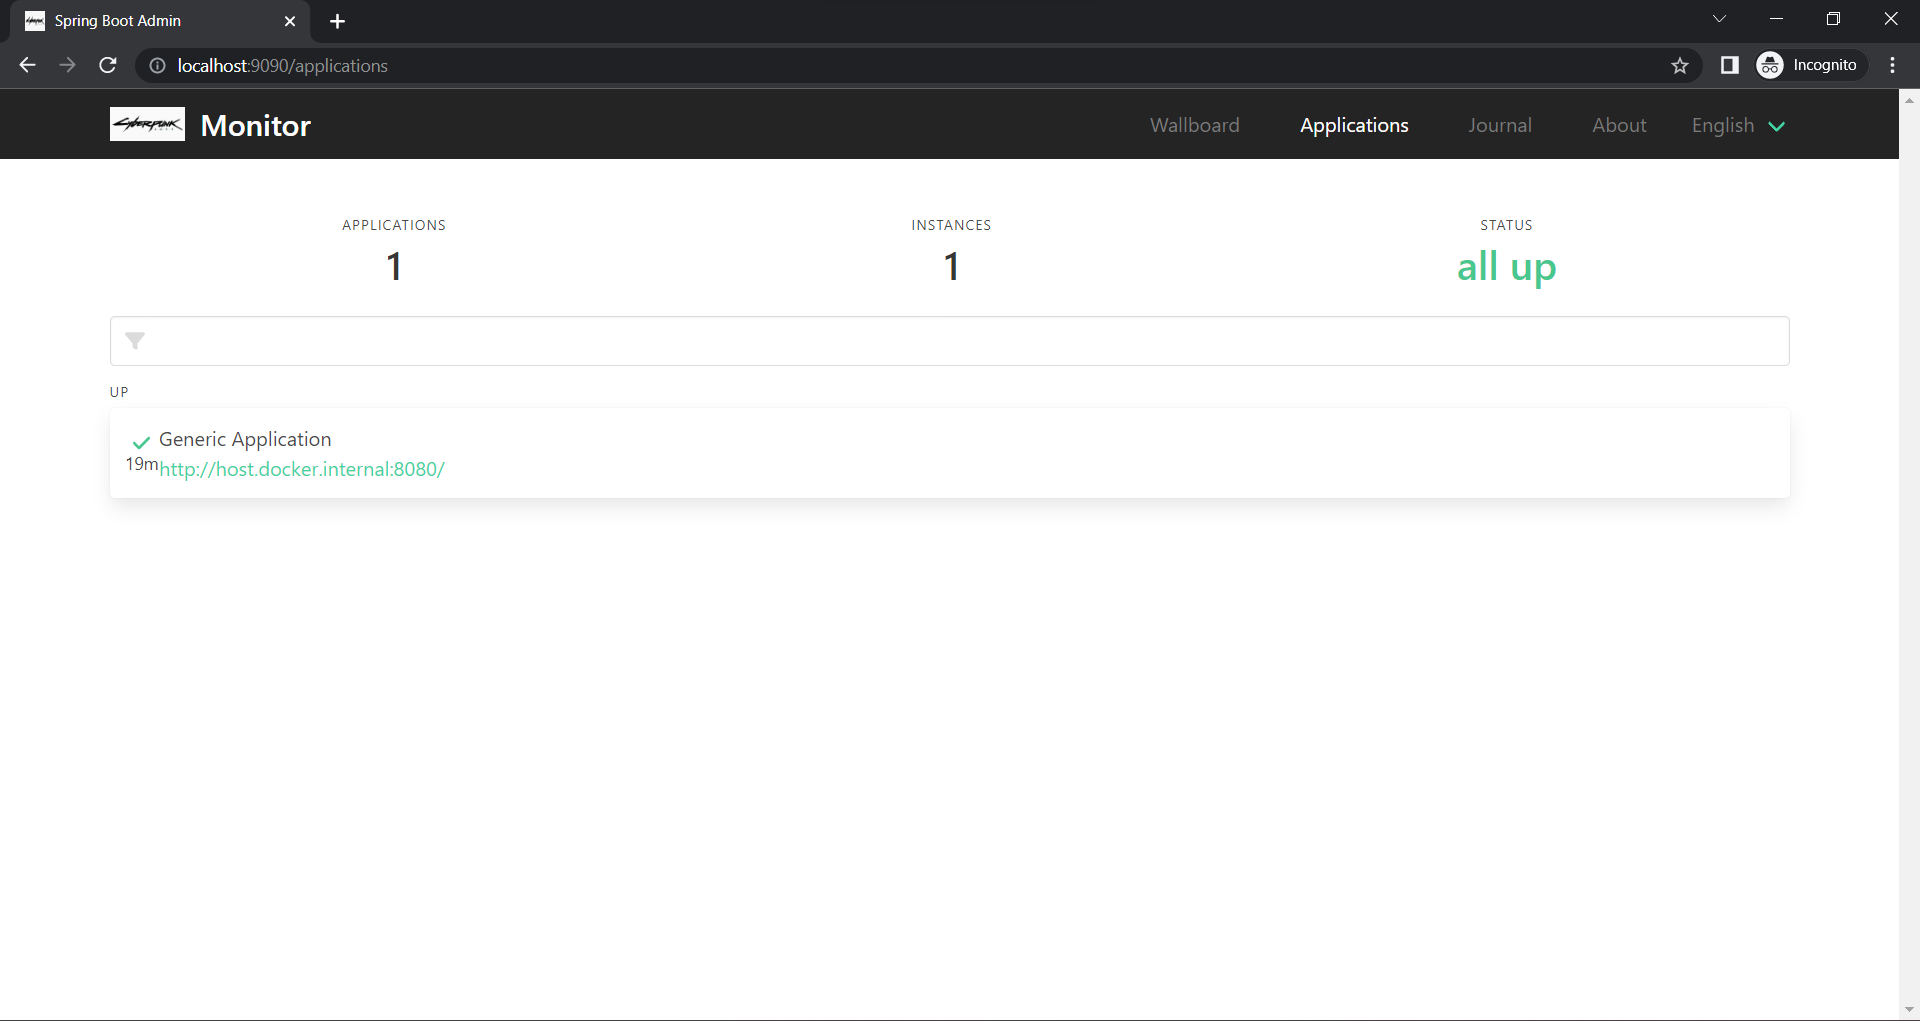 Spring Boot Admin
localhost:9090/applications
Incognito
CYBERPUNK
Monitor
Wallboard
Applications
Journal
About
English
APPLICATIONS
INSTANCES
STATUS
1
1
all up
UP
Generic Application
19m
http://host.docker.internal:8080/